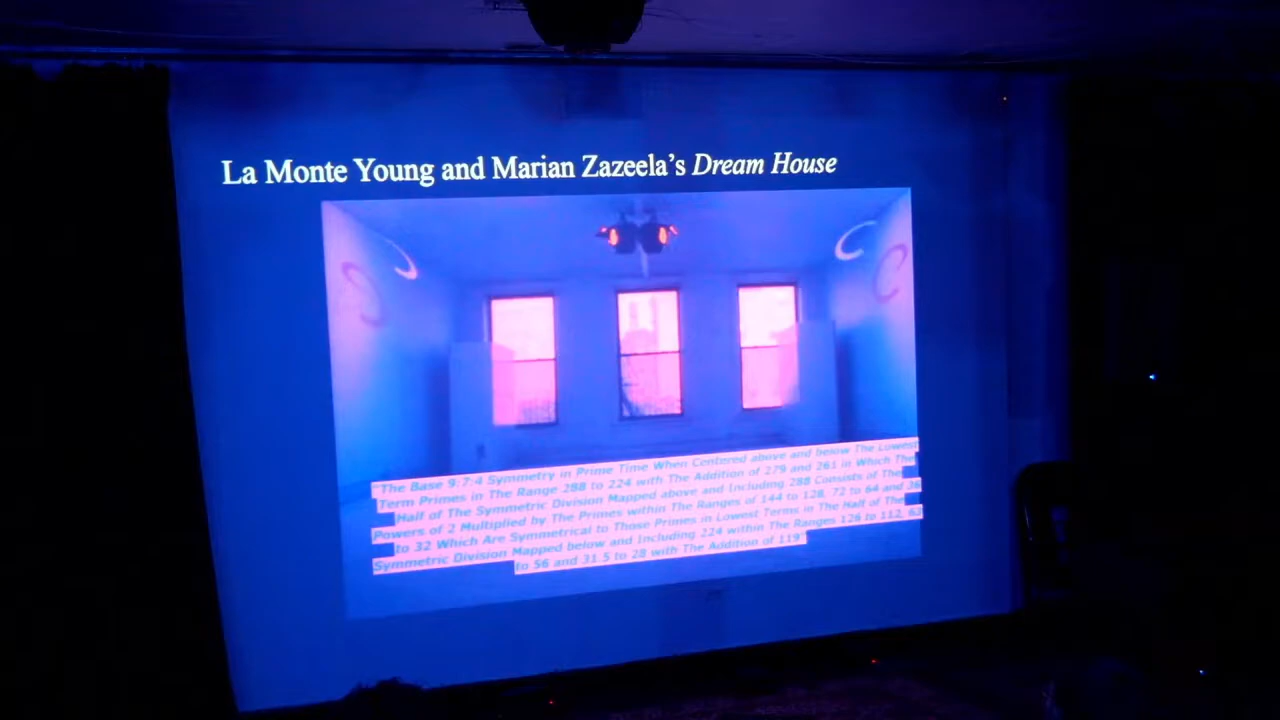 La Monte Young and Marian Zazeela’s Dream House
"The Base 9:7:4 Symmetry in Prime Time When Centered above and below The Lowest
Term Primes in The Range 288 to 224 with The Addition of 279 and 261 in Which The
Half of The Symmetric Division Mapped above and Including 288 Consists of The
Powers of 2 Multiplied by The Primes within The Ranges of 144 to 128, 72 to 64 and 36
to 32 Which Are Symmetrical to Those Primes in Lowest Terms in The Half of The
Symmetric Division Mapped below and Including 224 within The Ranges 126 to 112, 63
to 56 and 31.5 to 28 with The Addition of 119"